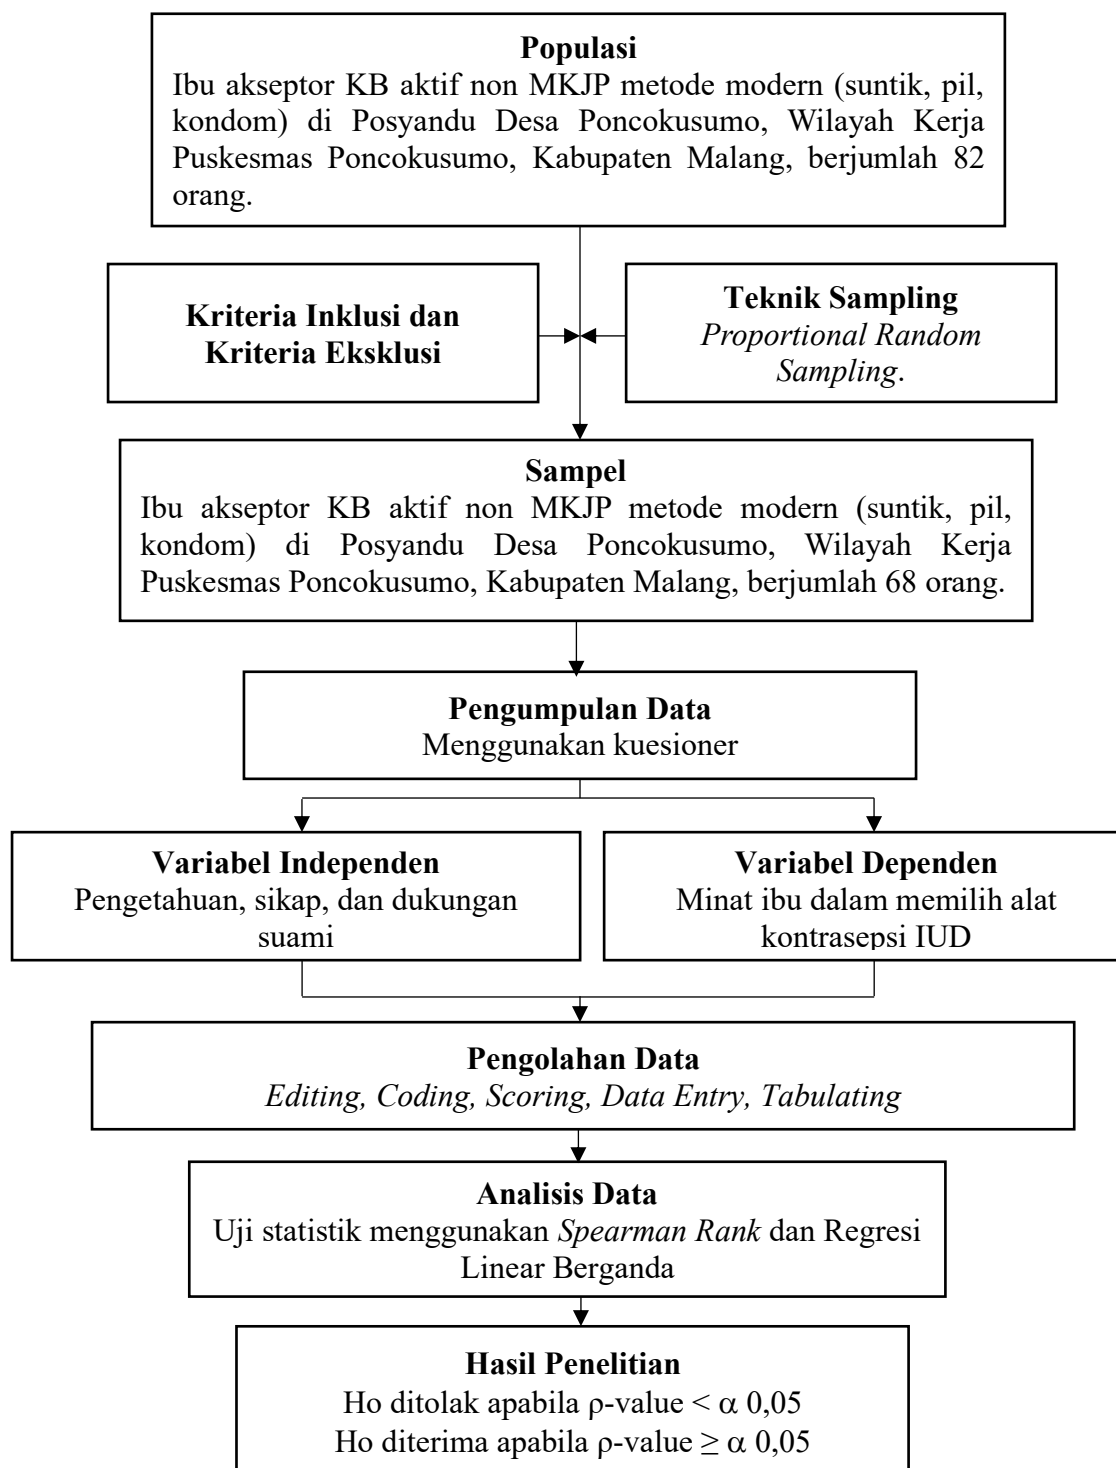 Populasi
Ibu akseptor KB aktif non MKJP metode modern (suntik, pil,
kondom) di Posyandu Desa Poncokusumo, Wilayah Kerja
Puskesmas Poncokusumo, Kabupaten Malang, berjumlah 82
orang.
Kriteria Inklusi dan
Kriteria Eksklusi
Teknik Sampling
Proportional Random
Sampling.
Sampel
Ibu akseptor KB aktif non MKJP metode modern (suntik, pil,
kondom) di Posyandu Desa Poncokusumo, Wilayah Kerja
Puskesmas Poncokusumo, Kabupaten Malang, berjumlah 68 orang.
Pengumpulan Data
Menggunakan kuesioner
Variabel Independen
Pengetahuan, sikap, dan dukungan
suami
Variabel Dependen
Minat ibu dalam memilih alat
kontrasepsi IUD
Pengolahan Data
Editing, Coding, Scoring, Data Entry, Tabulating
Analisis Data
Uji statistik menggunakan Spearman Rank dan Regresi
Linear Berganda
Hasil Penelitian
Ho ditolak apabila ρ-value < α 0,05
Ho diterima apabila ρ-value ≥ α 0,05